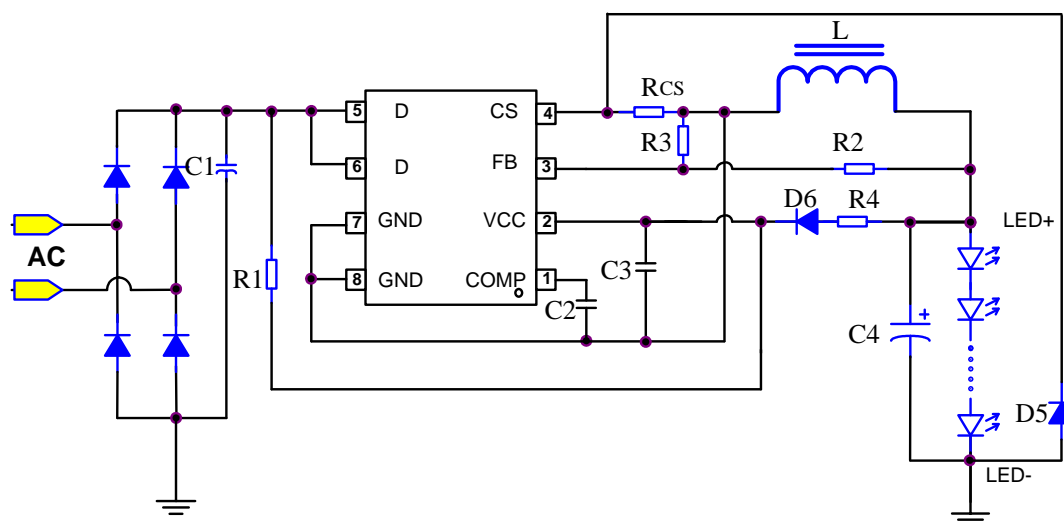 L
RCS
5 D CS 4
R3
C1
6 D FB 3
R2
D6 R4
7 GND VCC 2
LED+
AC
R1
8 GND COMP 1
C3
C2
+
C4
D5
LED-